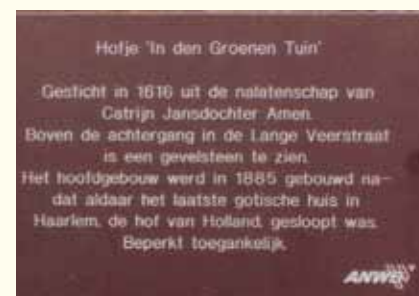 Hofje 'In den Groenen Tuin'
Gesticht in 1616 uit de nalatenschap van
Catrijn Jansdochter Amen.
Boven de achtergang in de Lange Veerstraat
is een gevelsteen te zien.
Het hoofdgebouw werd in 1885 gebouwd na-
dat aldaar het laatste gotische huis in
Haarlem, de hof van Holland, gesloopt was.
Beperkt toegankelijk.
ANWB